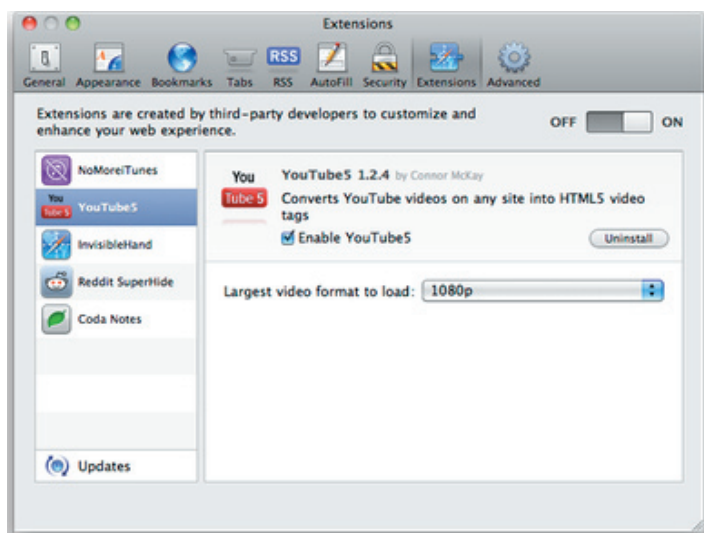 Extensions
RSS
General Appearance Bookmarks Tabs RSS AutoFill Security Extensions Advanced
Extensions are created by third-party developers to customize and
enhance your web experience.
OFF ON
NoMoreiTunes
You
Tube 5
YouTube5
InvisibleHand
Reddit SuperHide
Coda Notes
Updates
You
Tube 5
YouTube5 1.2.4 by Connor McKay
Converts YouTube videos on any site into HTML5 video
tags
Enable YouTube5
Uninstall
Largest video format to load: 1080p